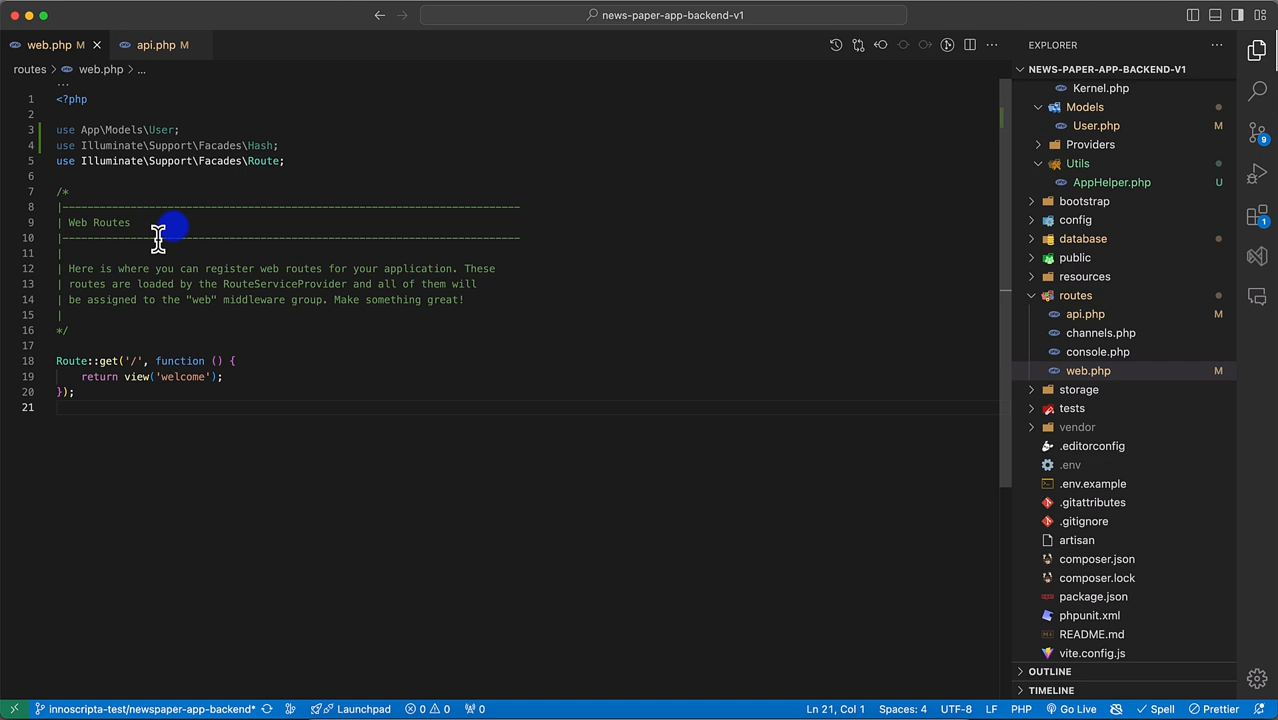 news-paper-app-backend-v1
web.php M
api.php M
routes > web.php > ...
...
1 <?php
2
3 use App\Models\User;
4 use Illuminate\Support\Facades\Hash;
5 use Illuminate\Support\Facades\Route;
6
7 /*
8 |--------------------------------------------------------------------------
9 | Web Routes
10 |--------------------------------------------------------------------------
11 |
12 | Here is where you can register web routes for your application. These
13 | routes are loaded by the RouteServiceProvider and all of them will
14 | be assigned to the "web" middleware group. Make something great!
15 |
16 */
17
18 Route::get('/', function () {
19 return view('welcome');
20 });
21
EXPLORER
NEWS-PAPER-APP-BACKEND-V1
Kernel.php
Models
User.php M
Providers
Utils
AppHelper.php U
bootstrap
config
database
public
resources
routes
api.php M
channels.php
console.php
web.php M
storage
tests
vendor
.editorconfig
.env
.env.example
.gitattributes
.gitignore
artisan
composer.json
composer.lock
package.json
phpunit.xml
README.md
vite.config.js
OUTLINE
TIMELINE
9
1
innoscripta-test/newspaper-app-backend* Launchpad 0 0 0 Ln 21, Col 1 Spaces: 4 UTF-8 LF PHP Go Live Spell Prettier